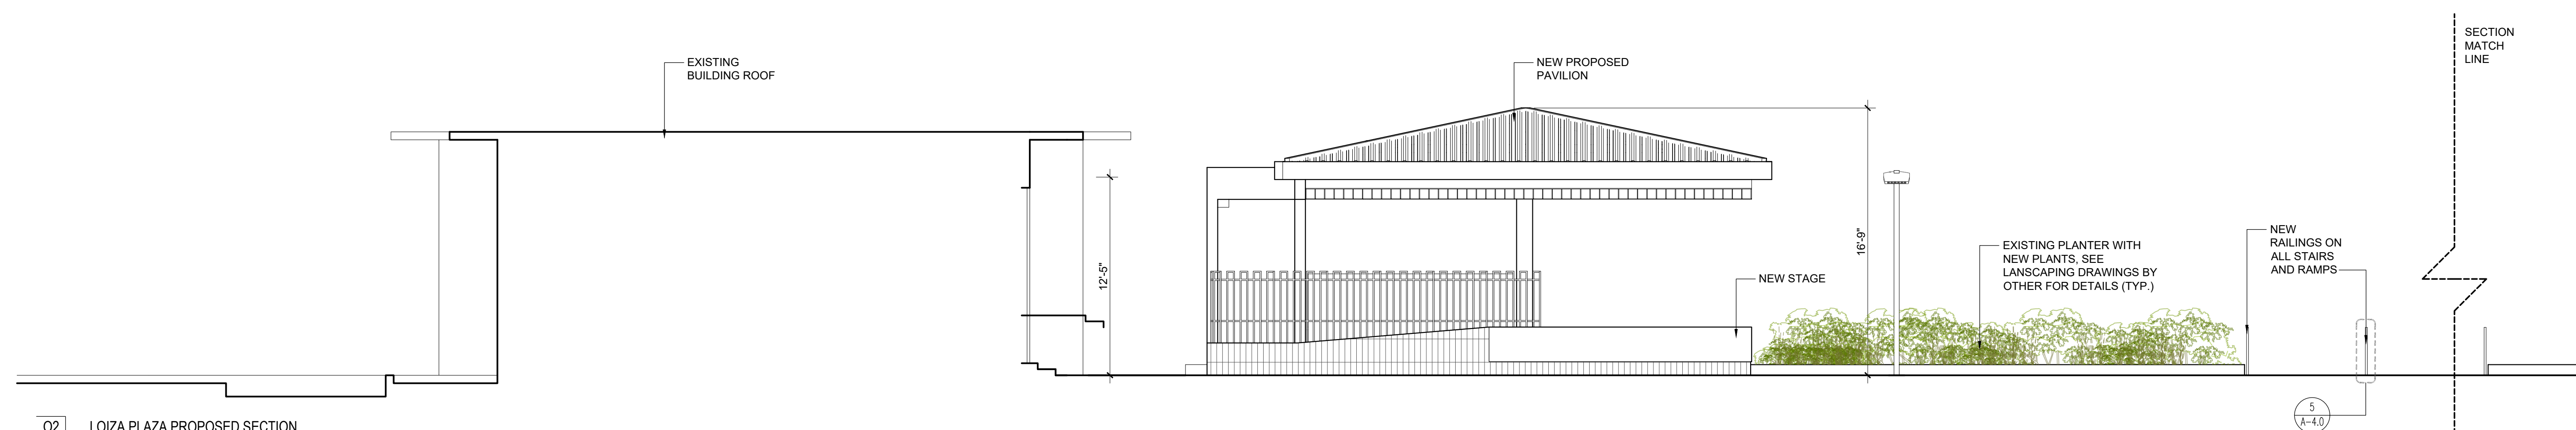 SECTION
MATCH
LINE
EXISTING
BUILDING ROOF
NEW PROPOSED
PAVILION
12'-5"
16'-9"
NEW STAGE
EXISTING PLANTER WITH
NEW PLANTS, SEE
LANSCAPING DRAWINGS BY
OTHER FOR DETAILS (TYP.)
NEW
RAILINGS ON
ALL STAIRS
AND RAMPS
5
A-4.0
02
LOIZA PLAZA PROPOSED SECTION